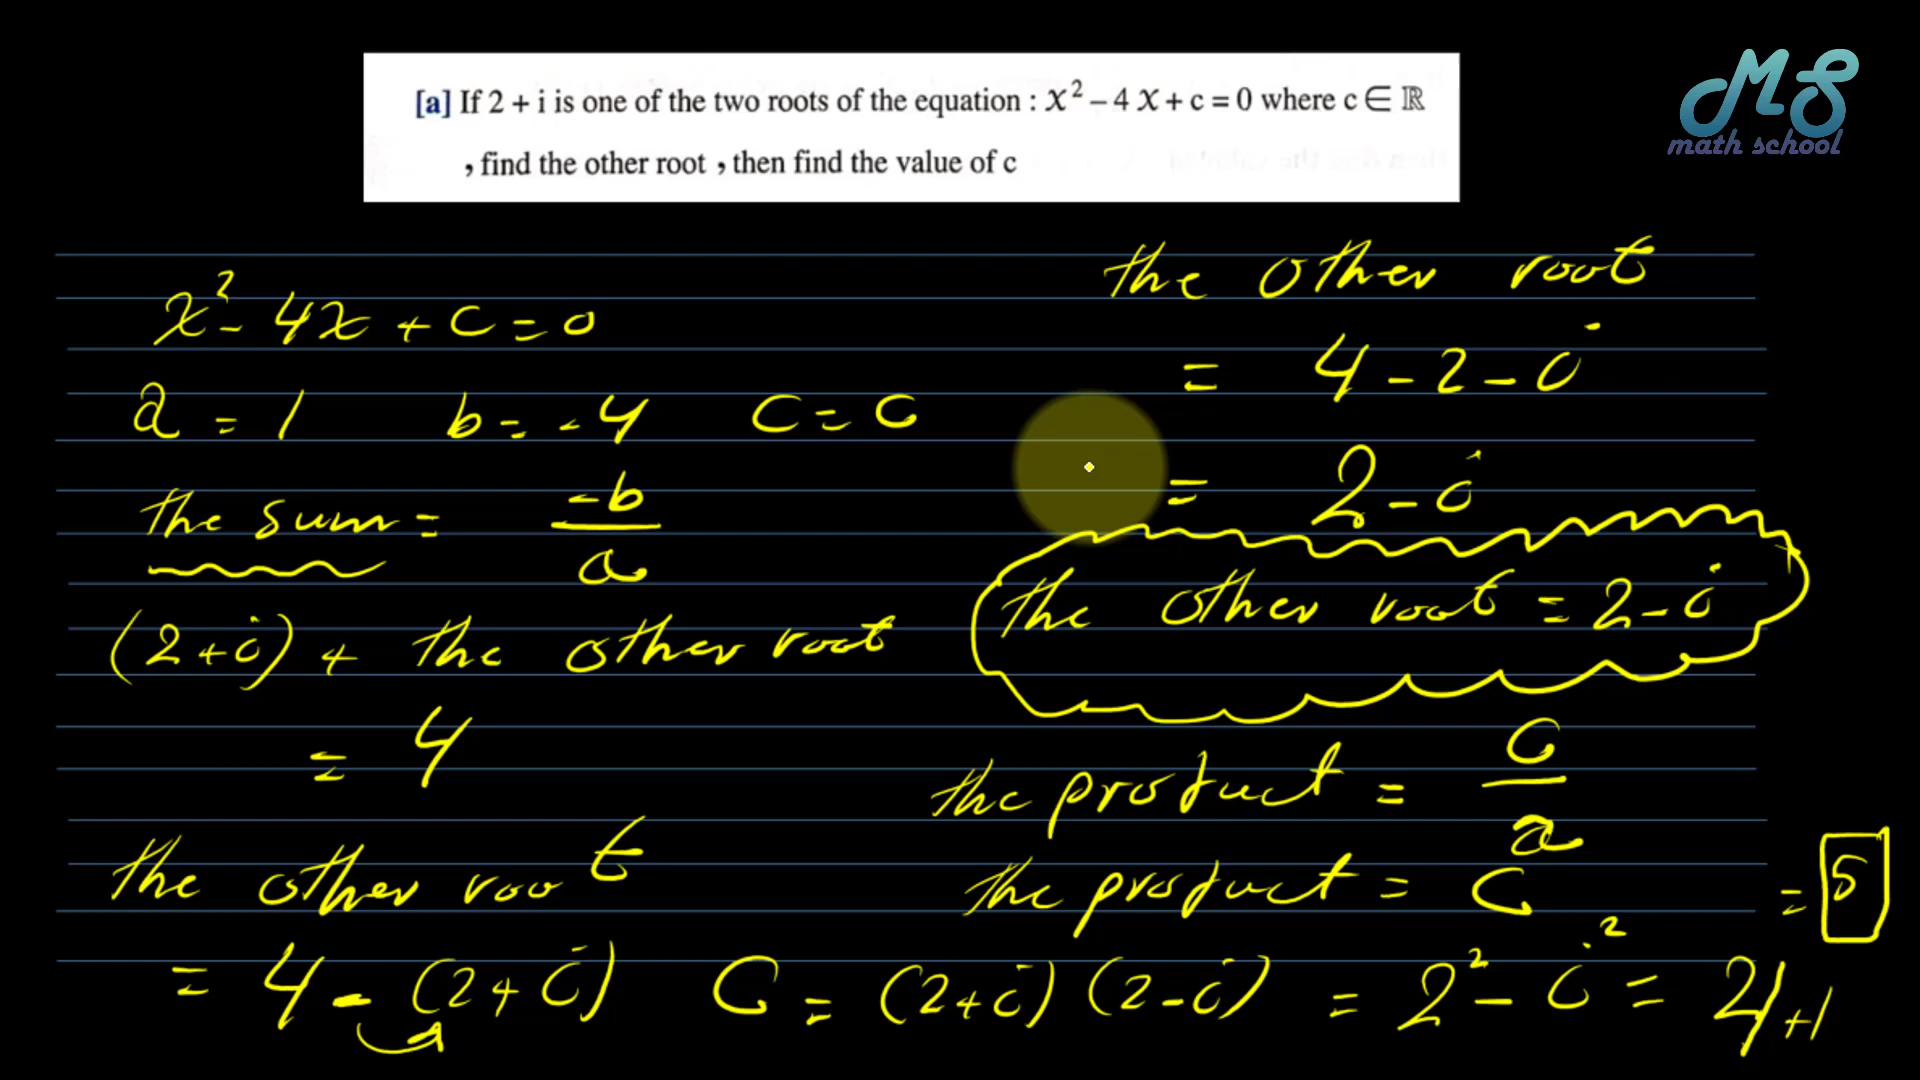 [a] If 2 + i is one of the two roots of the equation : x² – 4 x + c = 0 where c ∈ ℝ
, find the other root , then find the value of c
MS
math school
x² - 4x + c = 0
a = 1 b = -4 c = c
the sum = -b/a
(2+i) + the other root
= 4
the other root
= 4 - (2+i)
the other root
= 4 - 2 - i
= 2 - i
the other root = 2 - i
the product = c/a
the product = c
c = (2+i) (2-i) = 2² - i² = 4+1
= 5